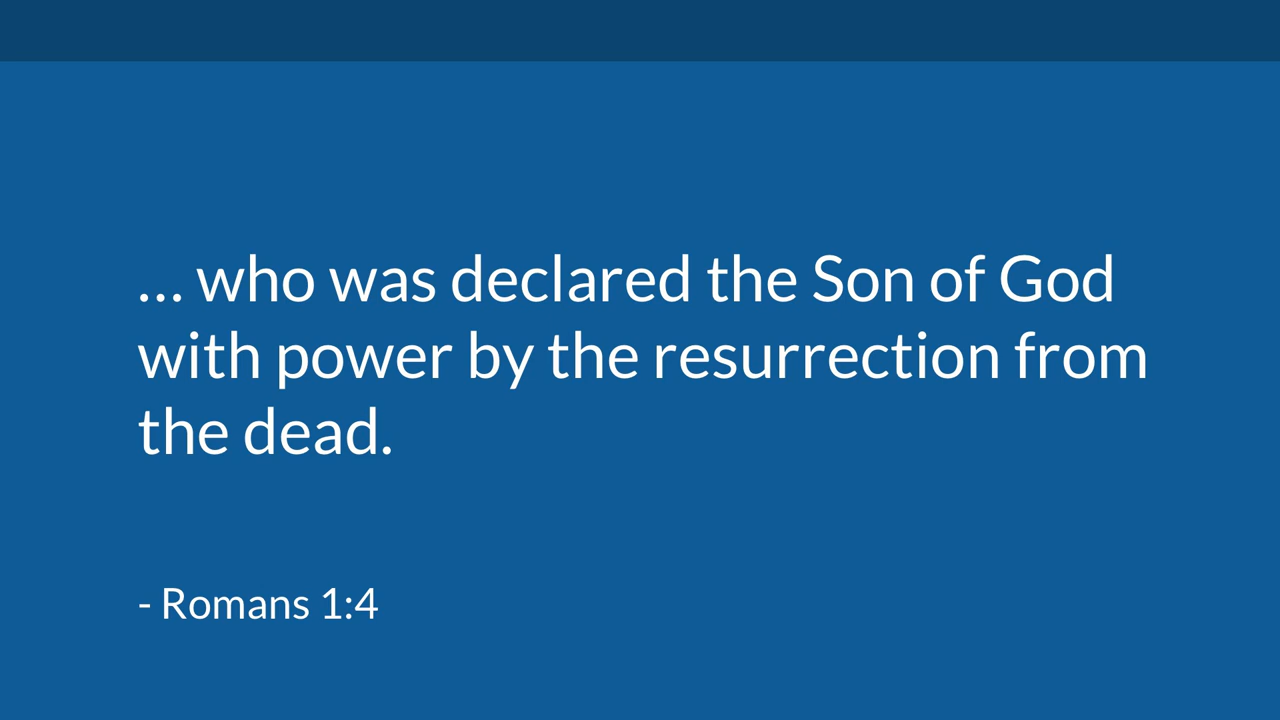 … who was declared the Son of God
with power by the resurrection from
the dead.
- Romans 1:4